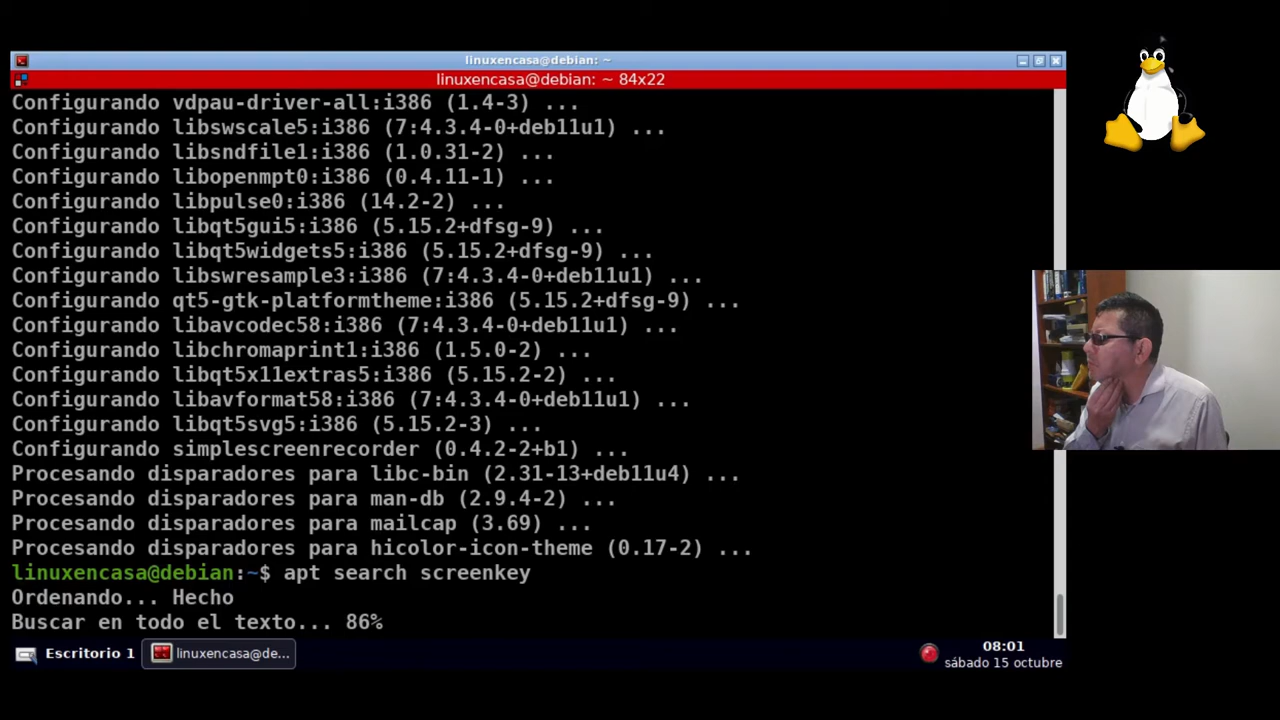 linuxencasa@debian: ~
linuxencasa@debian: ~ 84x22
Configurando vdpau-driver-all:i386 (1.4-3) ...
Configurando libswscale5:i386 (7:4.3.4-0+deb11u1) ...
Configurando libsndfile1:i386 (1.0.31-2) ...
Configurando libopenmpt0:i386 (0.4.11-1) ...
Configurando libpulse0:i386 (14.2-2) ...
Configurando libqt5gui5:i386 (5.15.2+dfsg-9) ...
Configurando libqt5widgets5:i386 (5.15.2+dfsg-9) ...
Configurando libswresample3:i386 (7:4.3.4-0+deb11u1) ...
Configurando qt5-gtk-platformtheme:i386 (5.15.2+dfsg-9) ...
Configurando libavcodec58:i386 (7:4.3.4-0+deb11u1) ...
Configurando libchromaprint1:i386 (1.5.0-2) ...
Configurando libqt5x11extras5:i386 (5.15.2-2) ...
Configurando libavformat58:i386 (7:4.3.4-0+deb11u1) ...
Configurando libqt5svg5:i386 (5.15.2-3) ...
Configurando simplescreenrecorder (0.4.2-2+b1) ...
Procesando disparadores para libc-bin (2.31-13+deb11u4) ...
Procesando disparadores para man-db (2.9.4-2) ...
Procesando disparadores para mailcap (3.69) ...
Procesando disparadores para hicolor-icon-theme (0.17-2) ...
linuxencasa@debian:~$ apt search screenkey
Ordenando... Hecho
Buscar en todo el texto... 86%
Escritorio 1
linuxencasa@de...
08:01
sábado 15 octubre